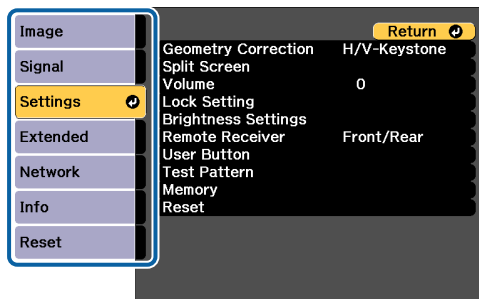 Image
Signal
Settings
Extended
Network
Info
Reset
Return
Geometry Correction H/V-Keystone
Split Screen
Volume 0
Lock Setting
Brightness Settings
Remote Receiver Front/Rear
User Button
Test Pattern
Memory
Reset